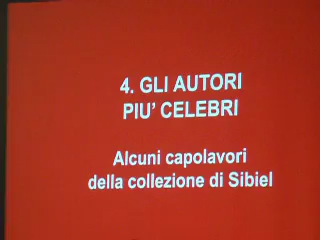 4. GLI AUTORI
PIU' CELEBRI
Alcuni capolavori
della collezione di Sibiel